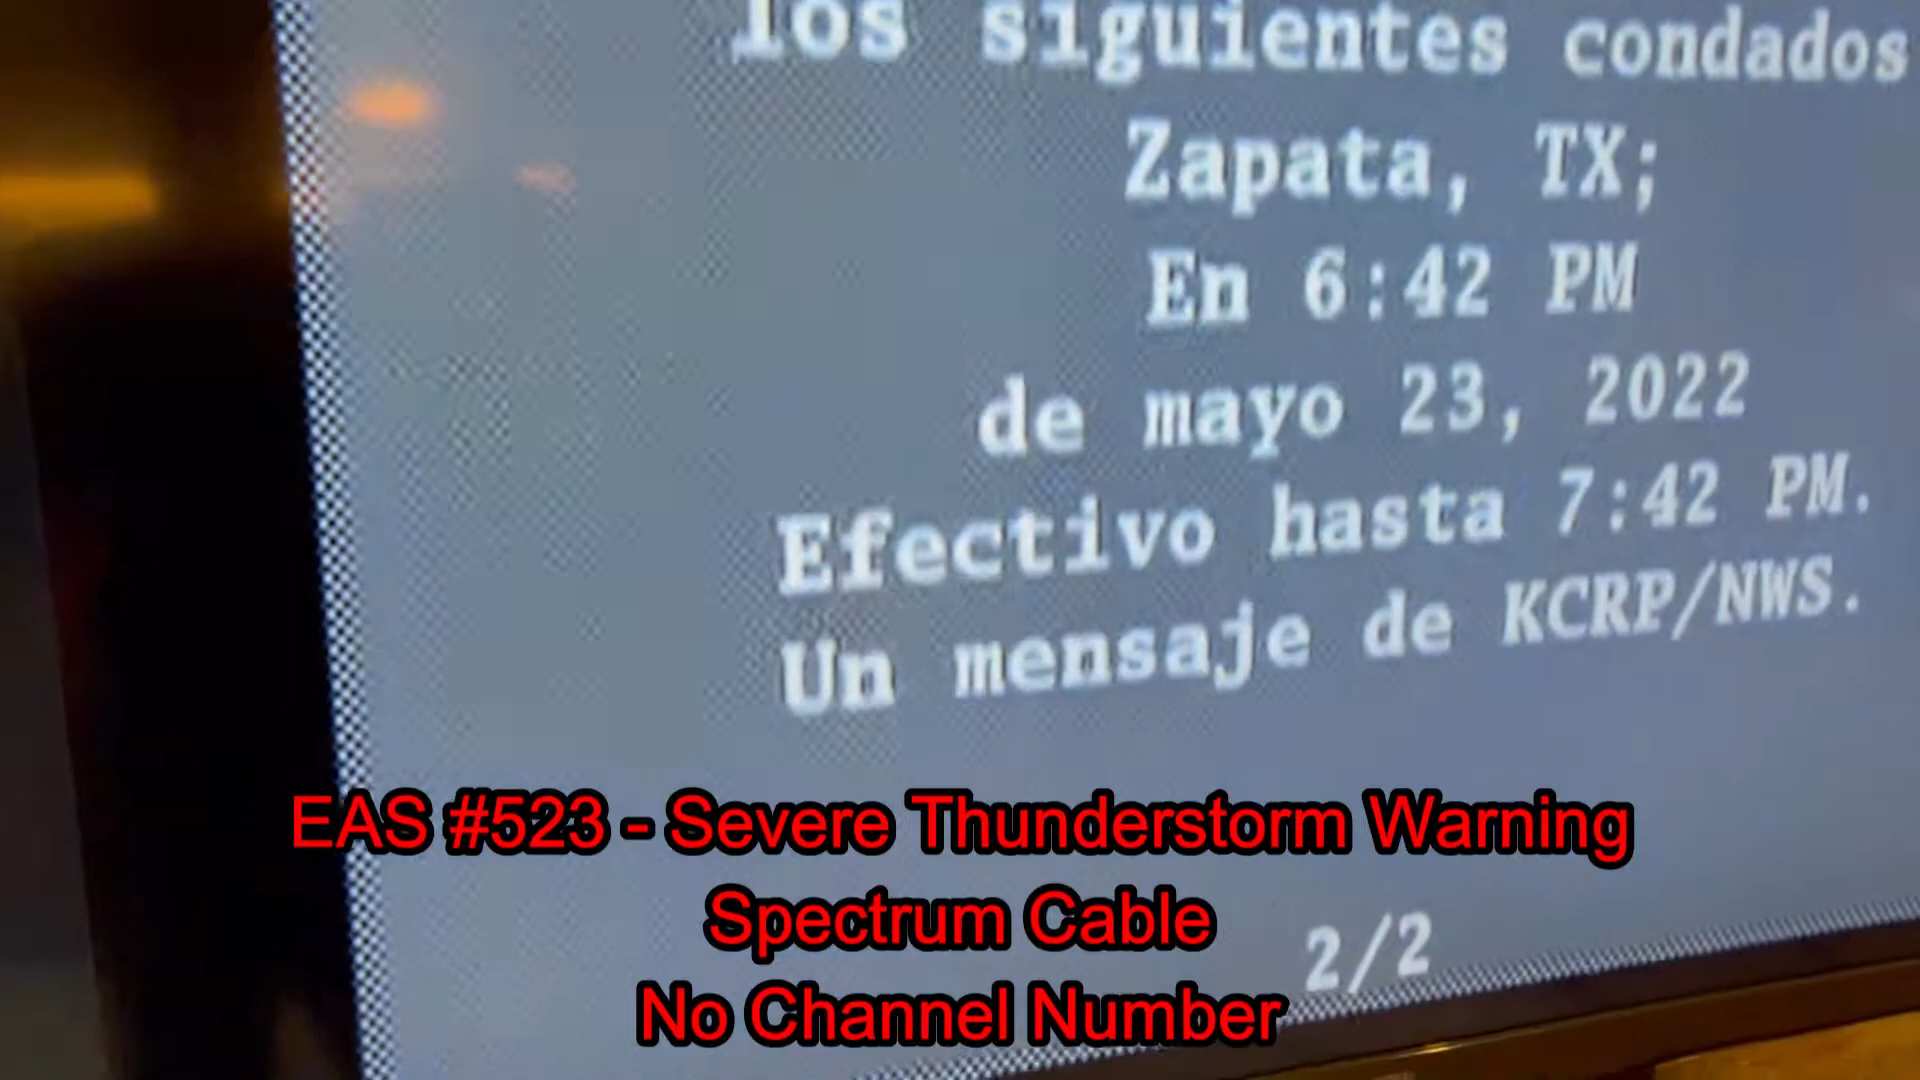 los siguientes condados
Zapata, TX;
En 6:42 PM
de mayo 23, 2022
Efectivo hasta 7:42 PM.
Un mensaje de KCRP/NWS.
EAS #523 - Severe Thunderstorm Warning
Spectrum Cable
2/2
No Channel Number